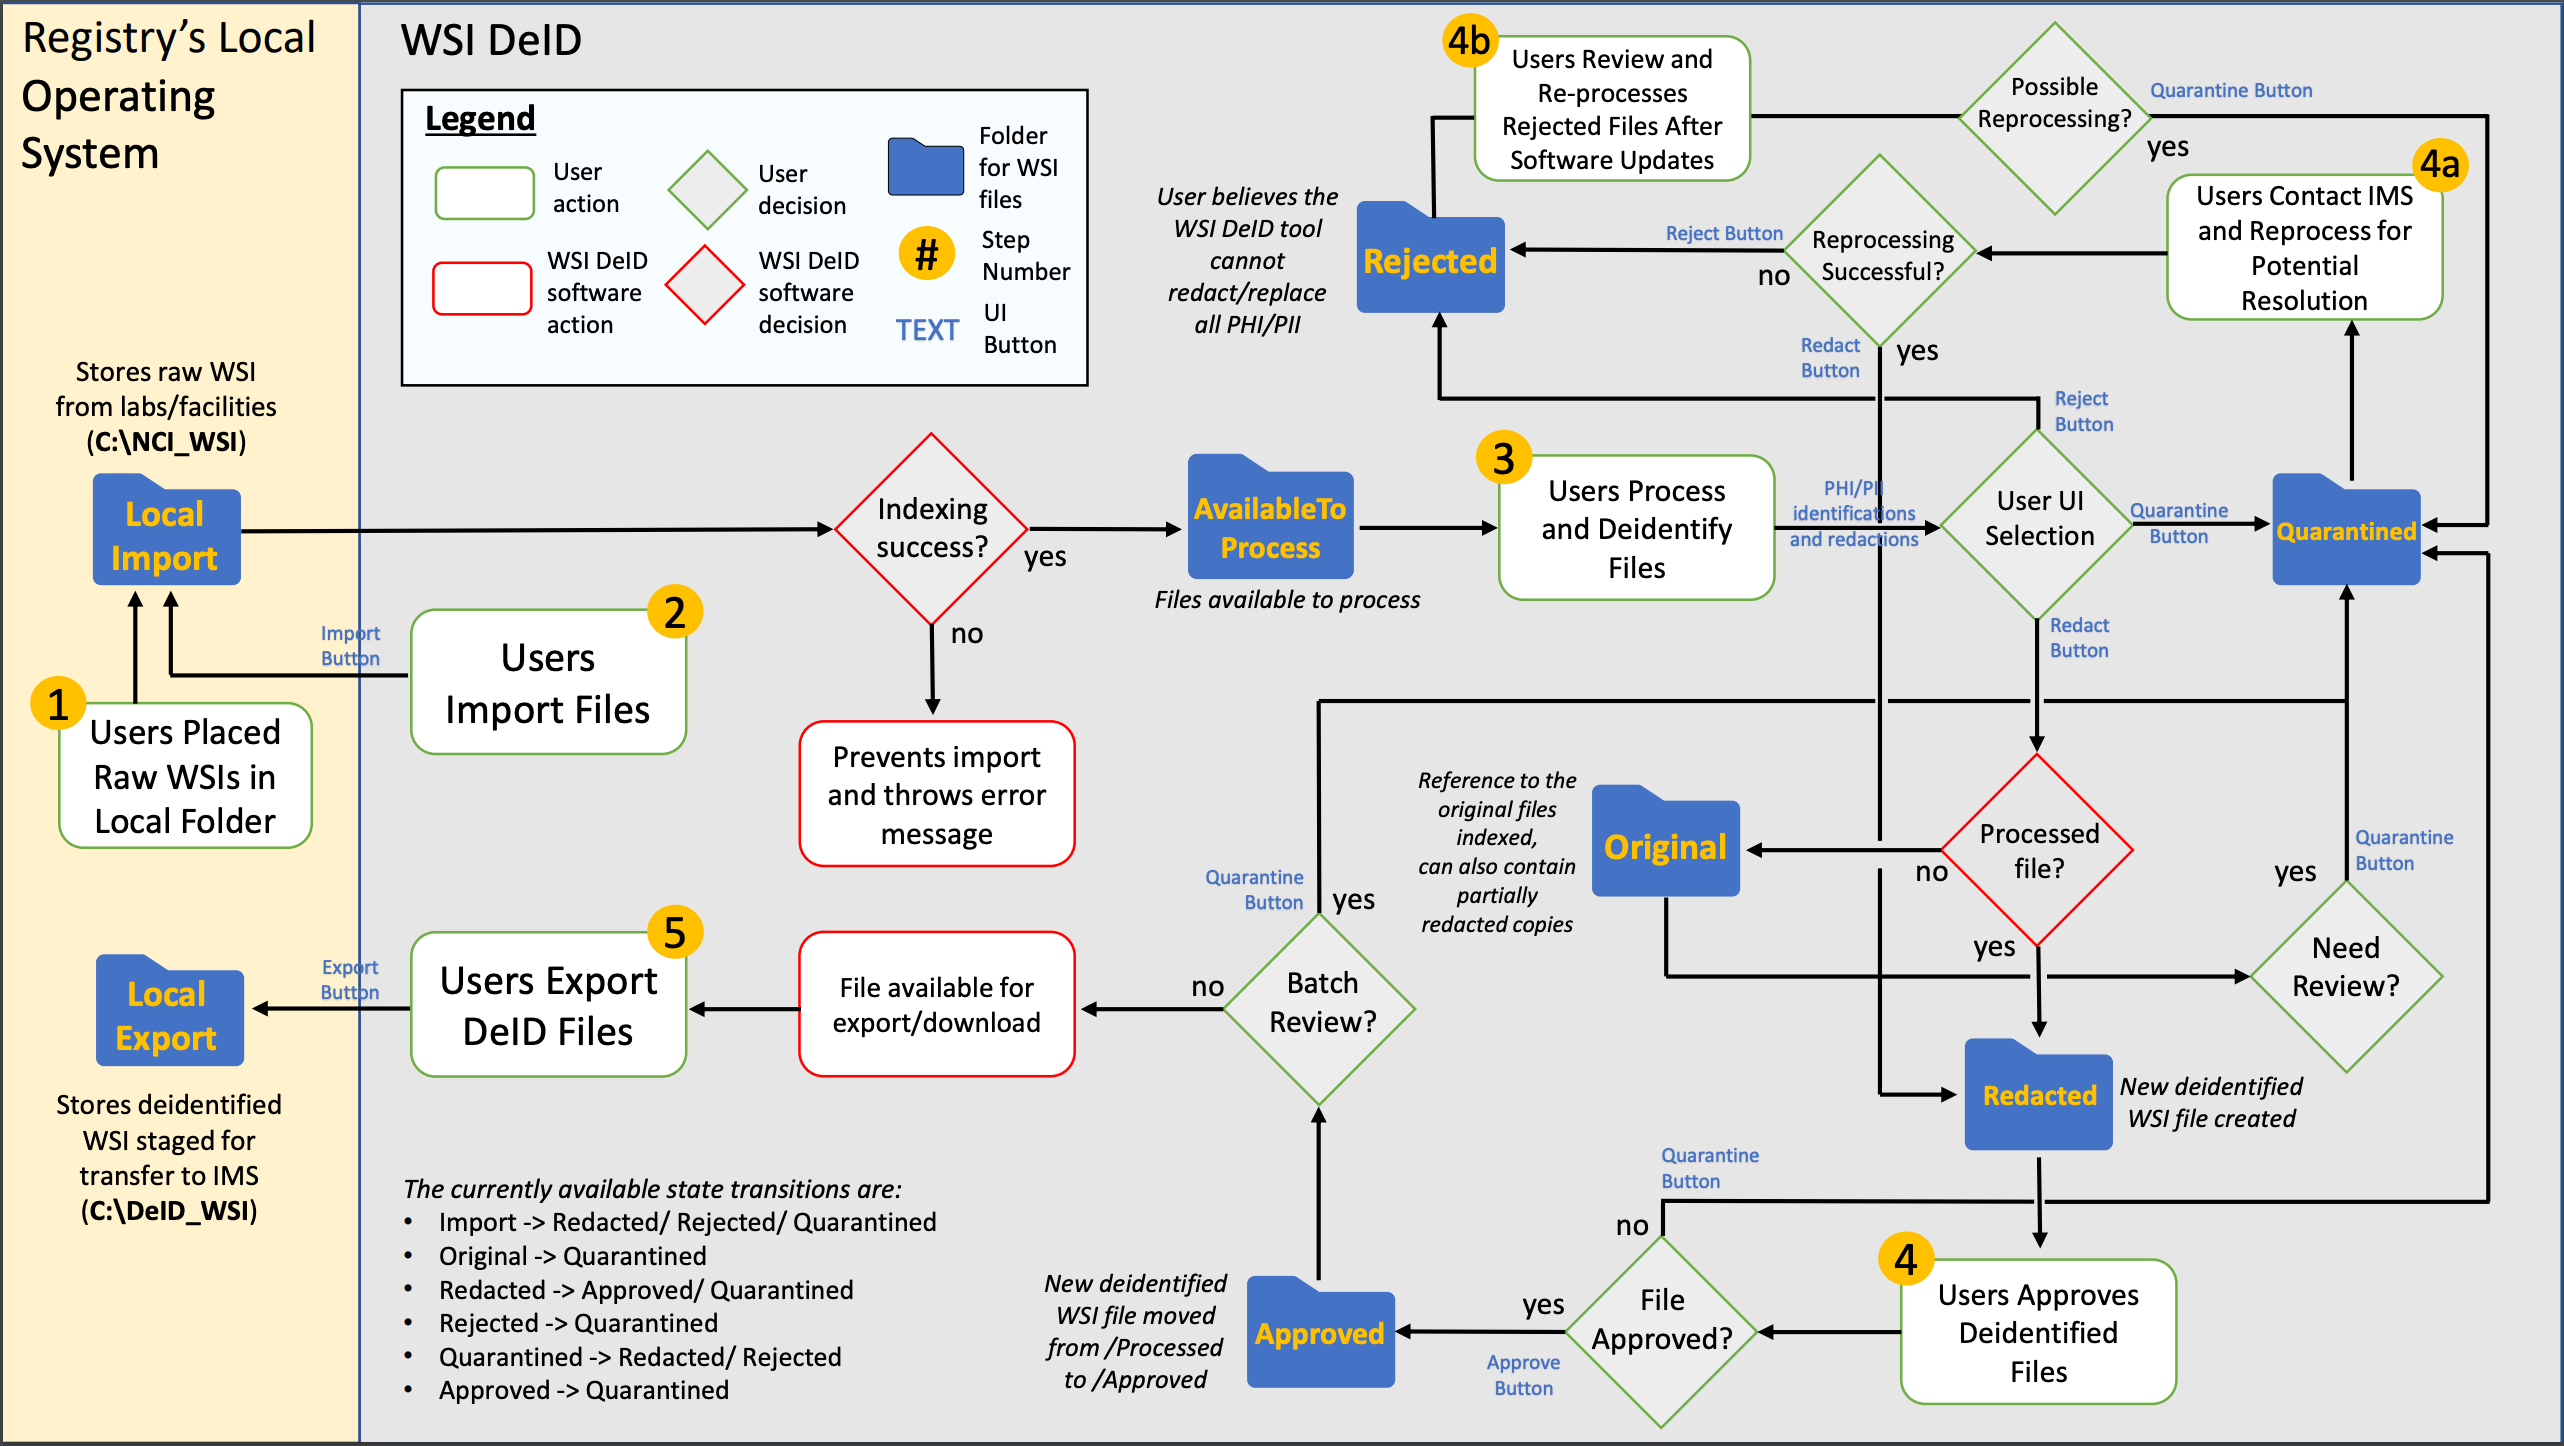 Registry's Local
Operating
System
Stores raw WSI
from labs/facilities
(C:\NCI_WSI)
Local
Import
Import
Button
1
Users Placed
Raw WSIs in
Local Folder
Local
Export
Export
Button
Stores deidentified
WSI staged for
transfer to IMS
(C:\DeID_WSI)
WSI DeID
Legend
User
action
User
decision
Folder
for WSI
files
WSI DeID
software
action
WSI DeID
software
decision
#
Step
Number
TEXT
UI
Button
2
Users
Import Files
Indexing
success?
yes
no
Prevents import
and throws error
message
AvailableTo
Process
Files available to process
3
Users Process
and Deidentify
Files
PHI/PII
identifications
and redactions
User UI
Selection
Reject
Button
Quarantine
Button
Redact
Button
Quarantined
4b
Users Review and
Re-processes
Rejected Files After
Software Updates
Possible
Reprocessing?
Quarantine Button
yes
4a
Users Contact IMS
and Reprocess for
Potential
Resolution
Reprocessing
Successful?
Reject Button
no
Redact
Button
yes
User believes the
WSI DeID tool
cannot
redact/replace
all PHI/PII
Rejected
Processed
file?
no
yes
Reference to the
original files
indexed,
can also contain
partially
redacted copies
Original
Need
Review?
yes
Quarantine
Button
Redacted
New deidentified
WSI file created
4
Users Approves
Deidentified
Files
File
Approved?
Quarantine
Button
no
yes
Approve
Button
Approved
New deidentified
WSI file moved
from /Processed
to /Approved
Batch
Review?
Quarantine
Button
yes
no
File available for
export/download
5
Users Export
DeID Files
The currently available state transitions are:
• Import -> Redacted/ Rejected/ Quarantined
• Original -> Quarantined
• Redacted -> Approved/ Quarantined
• Rejected -> Quarantined
• Quarantined -> Redacted/ Rejected
• Approved -> Quarantined